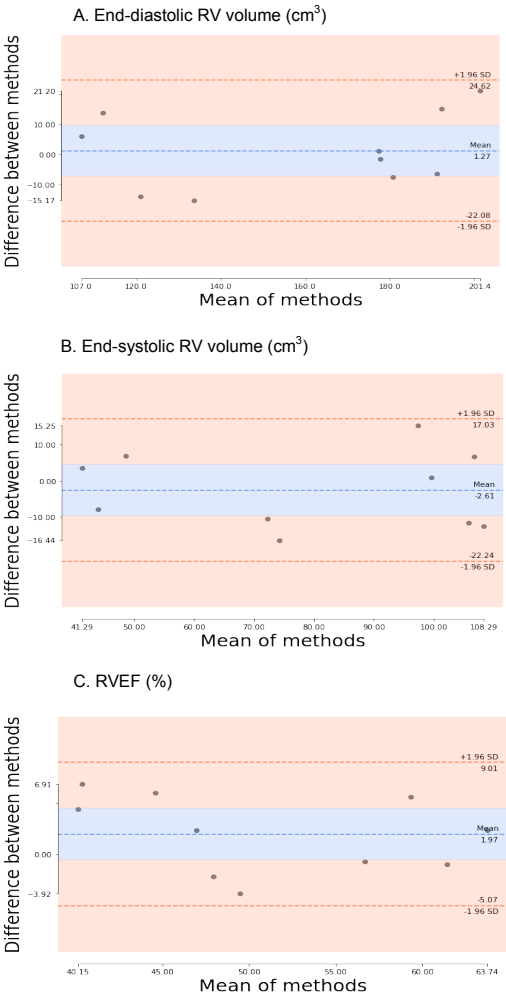 A. End-diastolic RV volume (cm³)
Difference between methods
+1.96 SD
24.62
21.20
10.00
Mean
1.27
0.00
−10.00
−15.17
-22.08
-1.96 SD
107.0 120.0 140.0 160.0 180.0 201.4
Mean of methods
B. End-systolic RV volume (cm³)
Difference between methods
+1.96 SD
17.03
15.25
10.00
0.00
Mean
-2.61
−10.00
−16.44
-22.24
-1.96 SD
41.29 50.00 60.00 70.00 80.00 90.00 100.00 108.29
Mean of methods
C. RVEF (%)
Difference between methods
+1.96 SD
9.01
6.91
Mean
1.97
0.00
−3.92
-5.07
-1.96 SD
40.15 45.00 50.00 55.00 60.00 63.74
Mean of methods